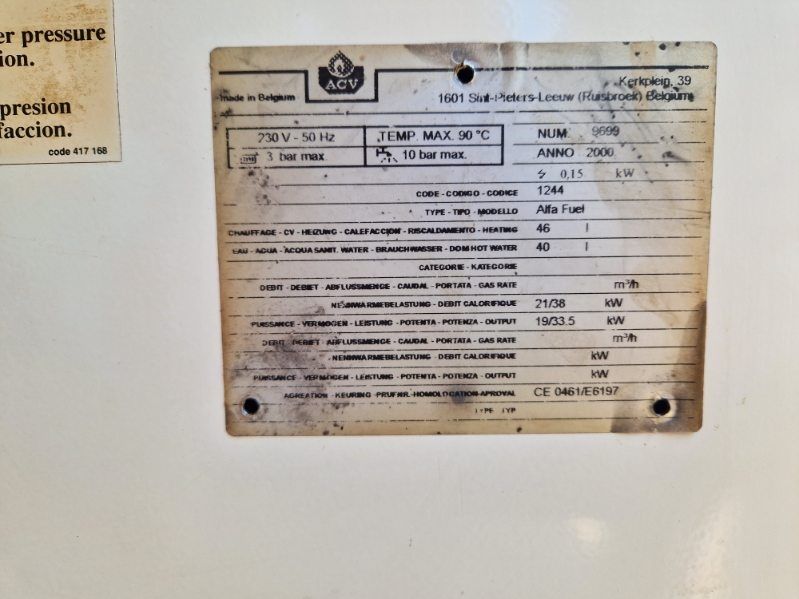 er pressure
ion.
presion
faccion.
code 417 168
ACV
made in Belgium
Kerkplein, 39
1601 Sint-Pieters-Leeuw (Ruisbroek) Belgium
230 V - 50 Hz
TEMP. MAX. 90 °C
3 bar max
10 bar max.
NUM. 9699
ANNO 2000
0,15 kW
CODE - CODIGO - CODICE 1244
TYPE - TIPO - MODELLO Alfa Fuel
CHAUFFAGE - CV - HEIZUNG - CALEFACCION - RISCALDAMENTO - HEATING 46 l
EAU - AGUA - ACQUA SANIT. WATER - BRAUCHWASSER - DOM HOT WATER 40 l
CATEGORIE - KATEGORIE
DEBIT - DEBIET - ABFLUSSMENGE - CAUDAL - PORTATA - GAS RATE m³/h
NENNWARMEBELASTUNG - DEBIT CALORIFIQUE 21/38 kW
PUISSANCE - VERMOGEN - LEISTUNG - POTENTA - POTENZA - OUTPUT 19/33.5 kW
DEBIT - DEBIET - ABFLUSSMENGE - CAUDAL - PORTATA - GAS RATE m³/h
NENNWARMEBELASTUNG - DEBIT CALORIFIQUE kW
PUISSANCE - VERMOGEN - LEISTUNG - POTENTA - POTENZA - OUTPUT kW
AGREATION - KEURING - PRUF.NR. - HOMOLOGATION - APROVAL CE 0461/E6197
TYPE TYP